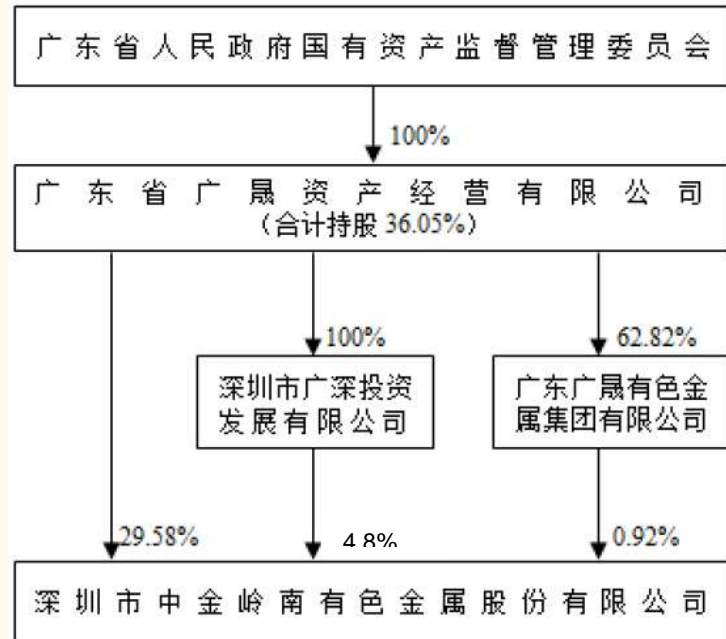 广东省人民政府国有资产监督管理委员会
100%
广东省广晟资产经营有限公司
（合计持股 36.05%）
100%
62.82%
深圳市广深投资
发展有限公司
广东广晟有色金
属集团有限公司
29.58%
4.8%
0.92%
深圳市中金岭南有色金属股份有限公司